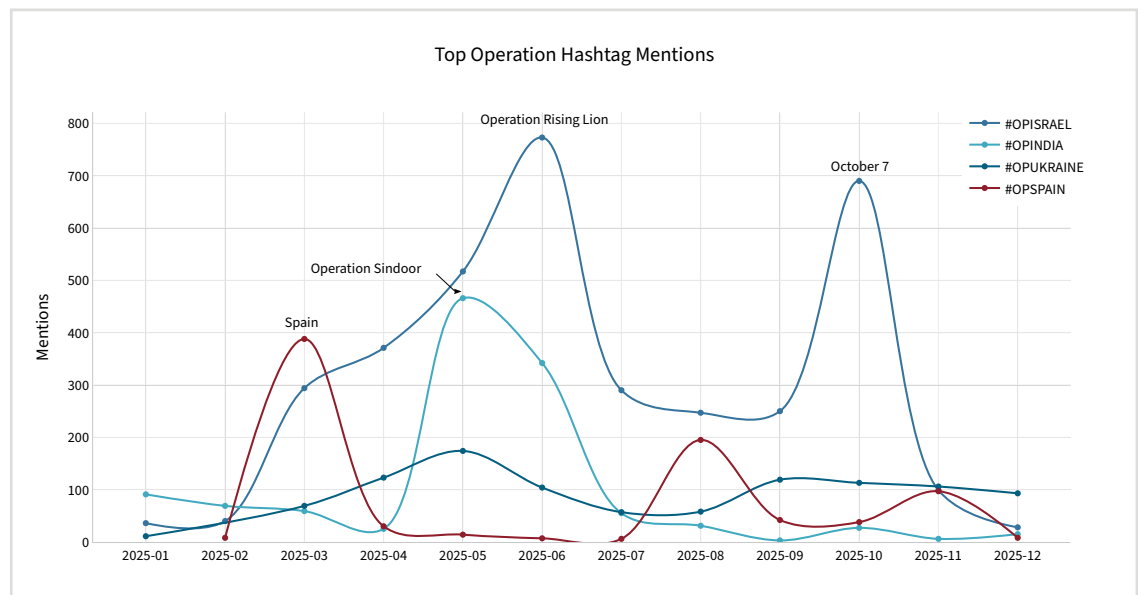 Top Operation Hashtag Mentions
Operation Rising Lion
October 7
Operation Sindoor
Spain
#OPISRAEL
#OPINDIA
#OPUKRAINE
#OPSPAIN
Mentions
800
700
600
500
400
300
200
100
0
2025-01 2025-02 2025-03 2025-04 2025-05 2025-06 2025-07 2025-08 2025-09 2025-10 2025-11 2025-12